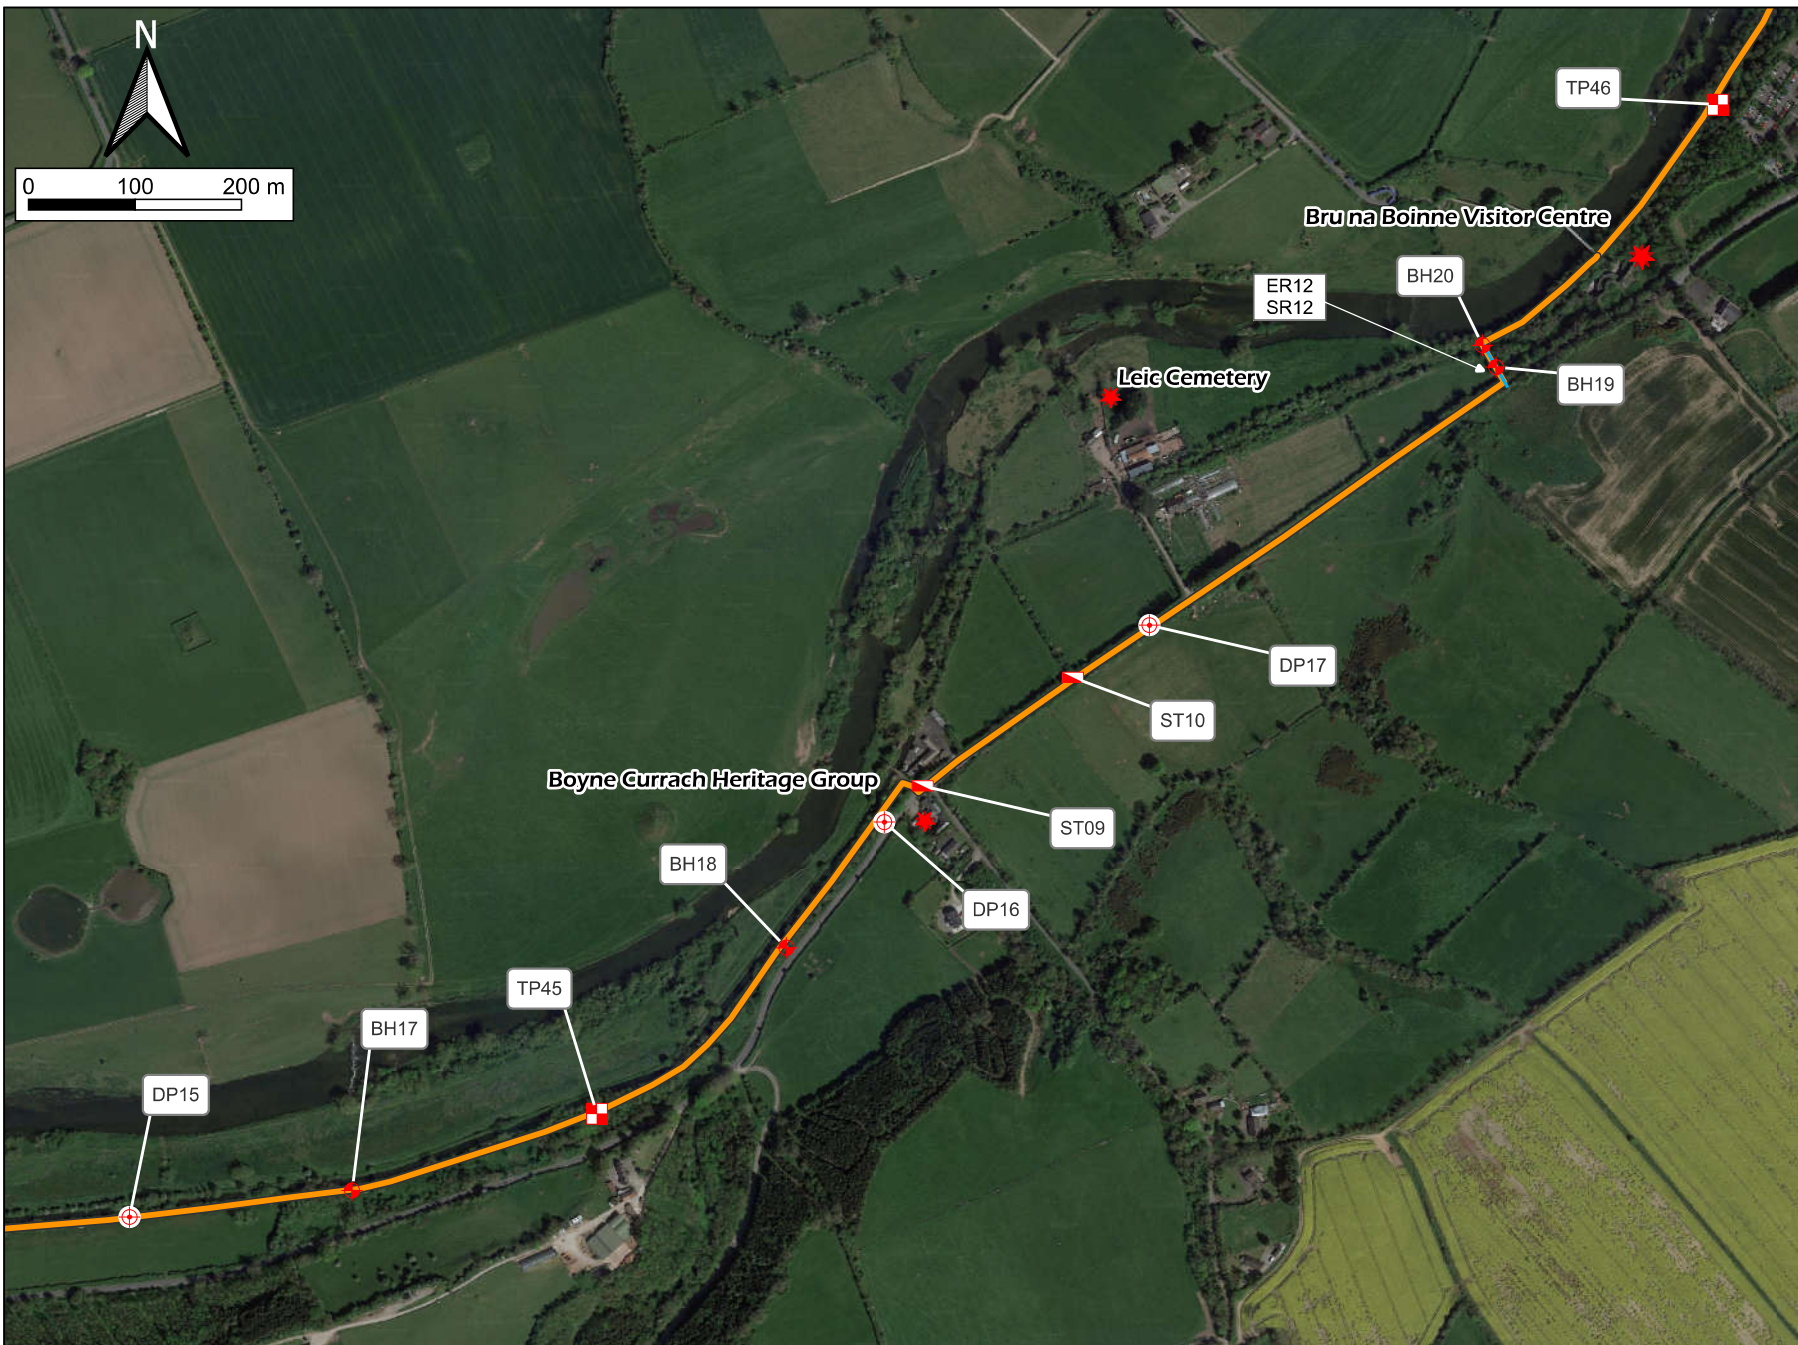 N
0 100 200 m
TP46
Bru na Boinne Visitor Centre
BH20
ER12
SR12
Leic Cemetery
BH19
DP17
ST10
Boyne Currach Heritage Group
ST09
BH18
DP16
TP45
BH17
DP15